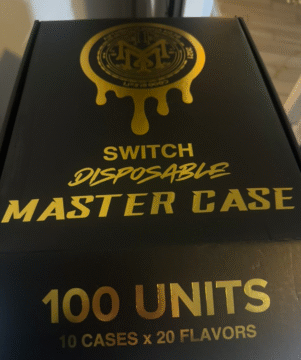 SWITCH
DISPOSABLE
MASTER CASE
100 UNITS
10 CASES x 20 FLAVORS